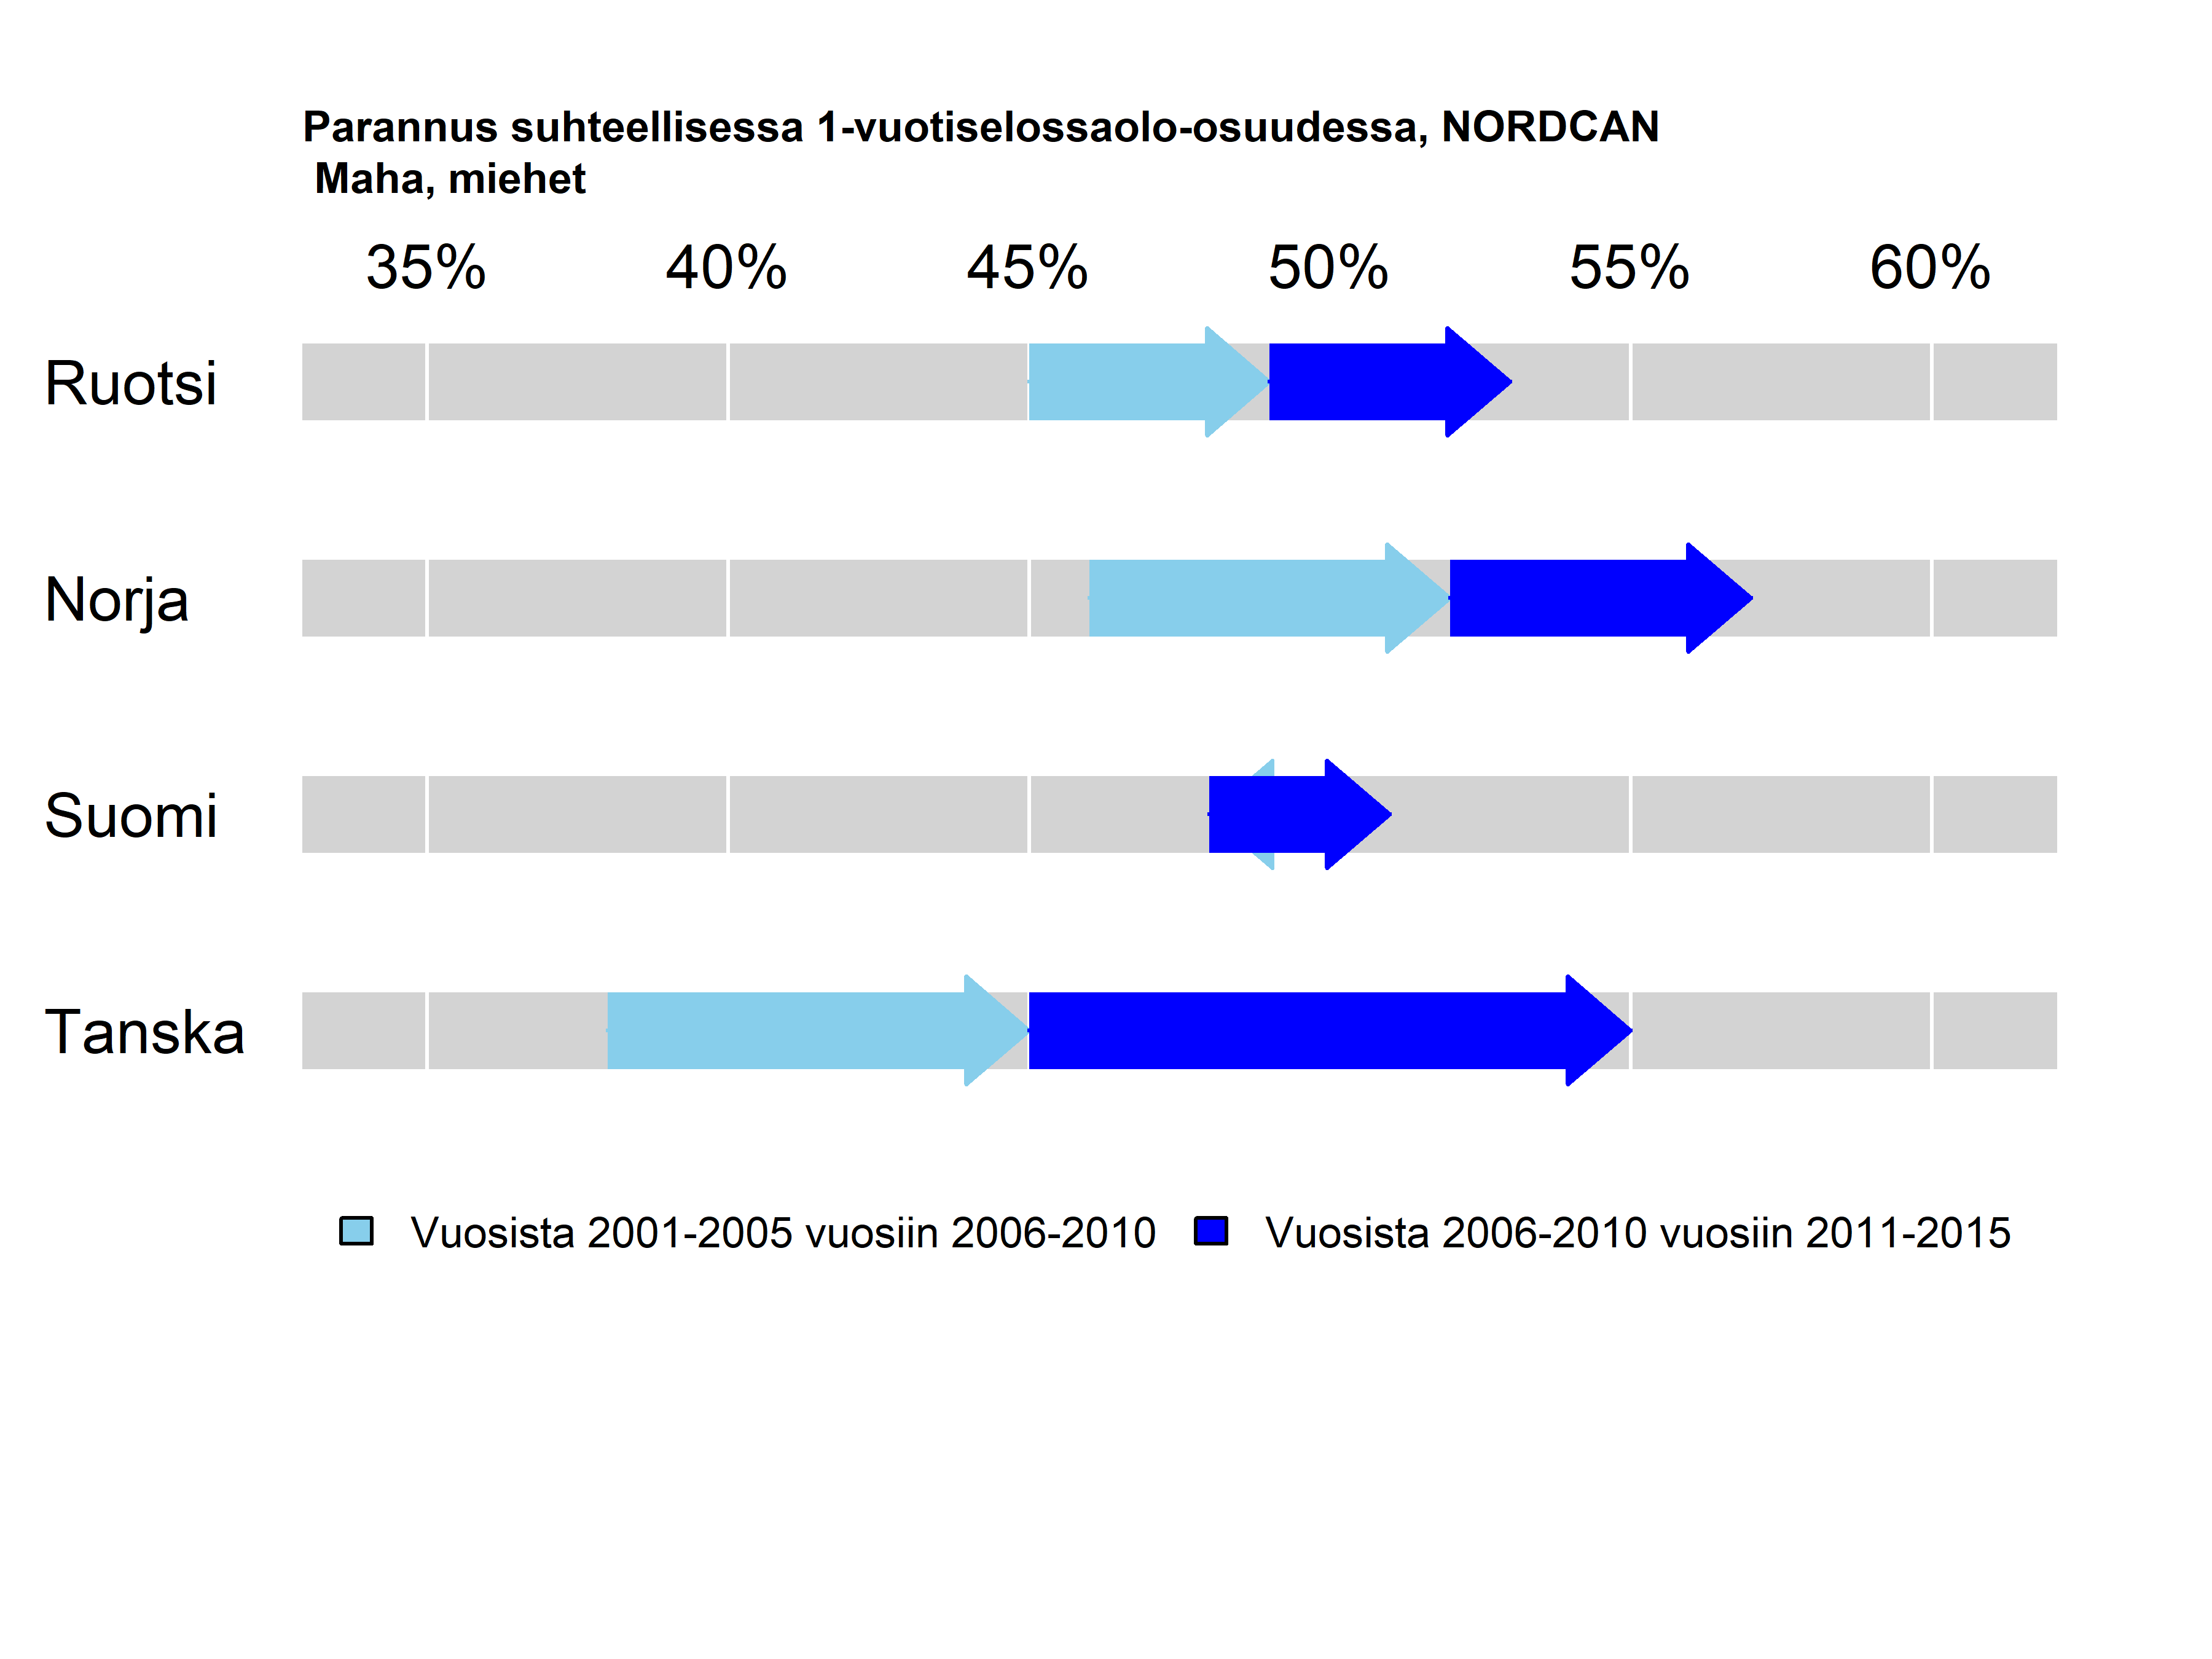 Parannus suhteellisessa 1-vuotiselossaolo-osuudessa, NORDCAN
Maha, miehet
35% 40% 45% 50% 55% 60%
Ruotsi
Norja
Suomi
Tanska
Vuosista 2001-2005 vuosiin 2006-2010 Vuosista 2006-2010 vuosiin 2011-2015